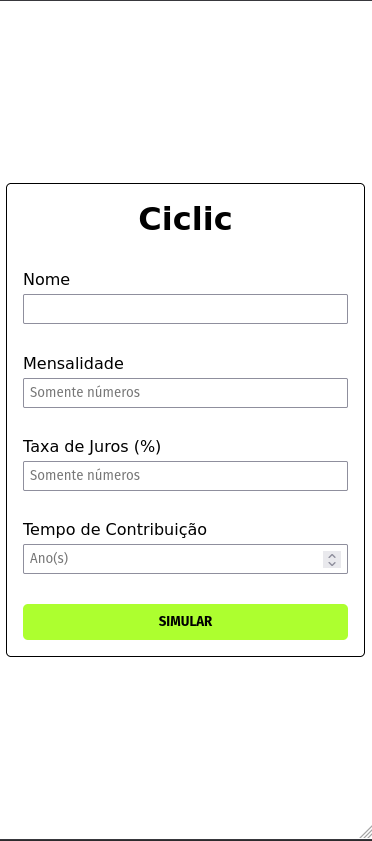 Ciclic
Nome
Mensalidade
Somente números
Taxa de Juros (%)
Somente números
Tempo de Contribuição
Ano(s)
SIMULAR